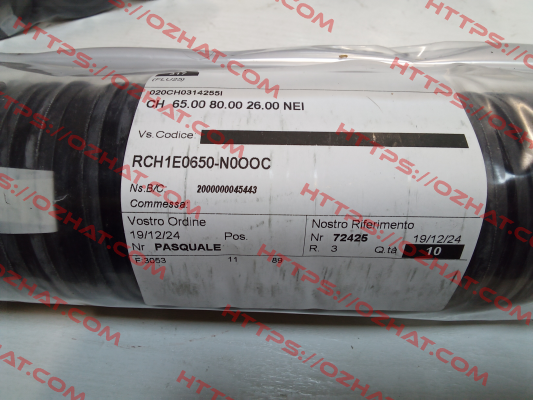 (PLU25)
020CH0314255I
CH 65.00 80.00 26.00 NEI
Vs.Codice
RCH1E0650-N0OOC
Ns.B/C: 2000000045443
Commessa:
Vostro Ordine Nostro Riferimento
19/12/24 Pos. Nr 72425 19/12/24
Nr PASQUALE R. 3 Q.tà 10
F.3053 11 89
HTTPS://OZHAT.COM